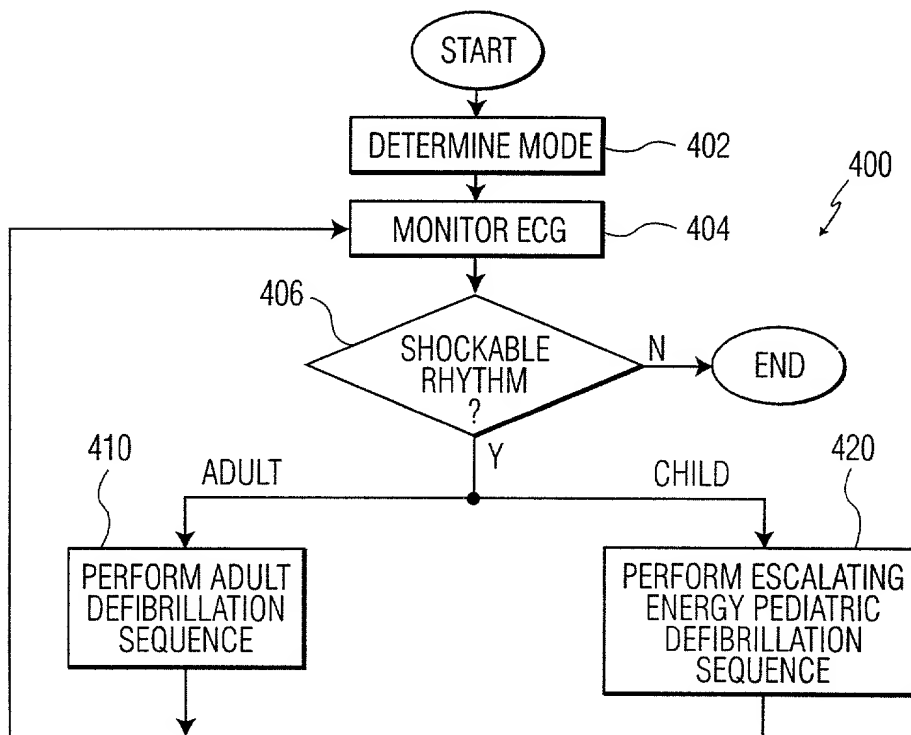 START
DETERMINE MODE
402
400
MONITOR ECG
404
406
SHOCKABLE
RHYTHM
?
N
END
Y
410
ADULT
CHILD
420
PERFORM ADULT
DEFIBRILLATION
SEQUENCE
PERFORM ESCALATING
ENERGY PEDIATRIC
DEFIBRILLATION
SEQUENCE